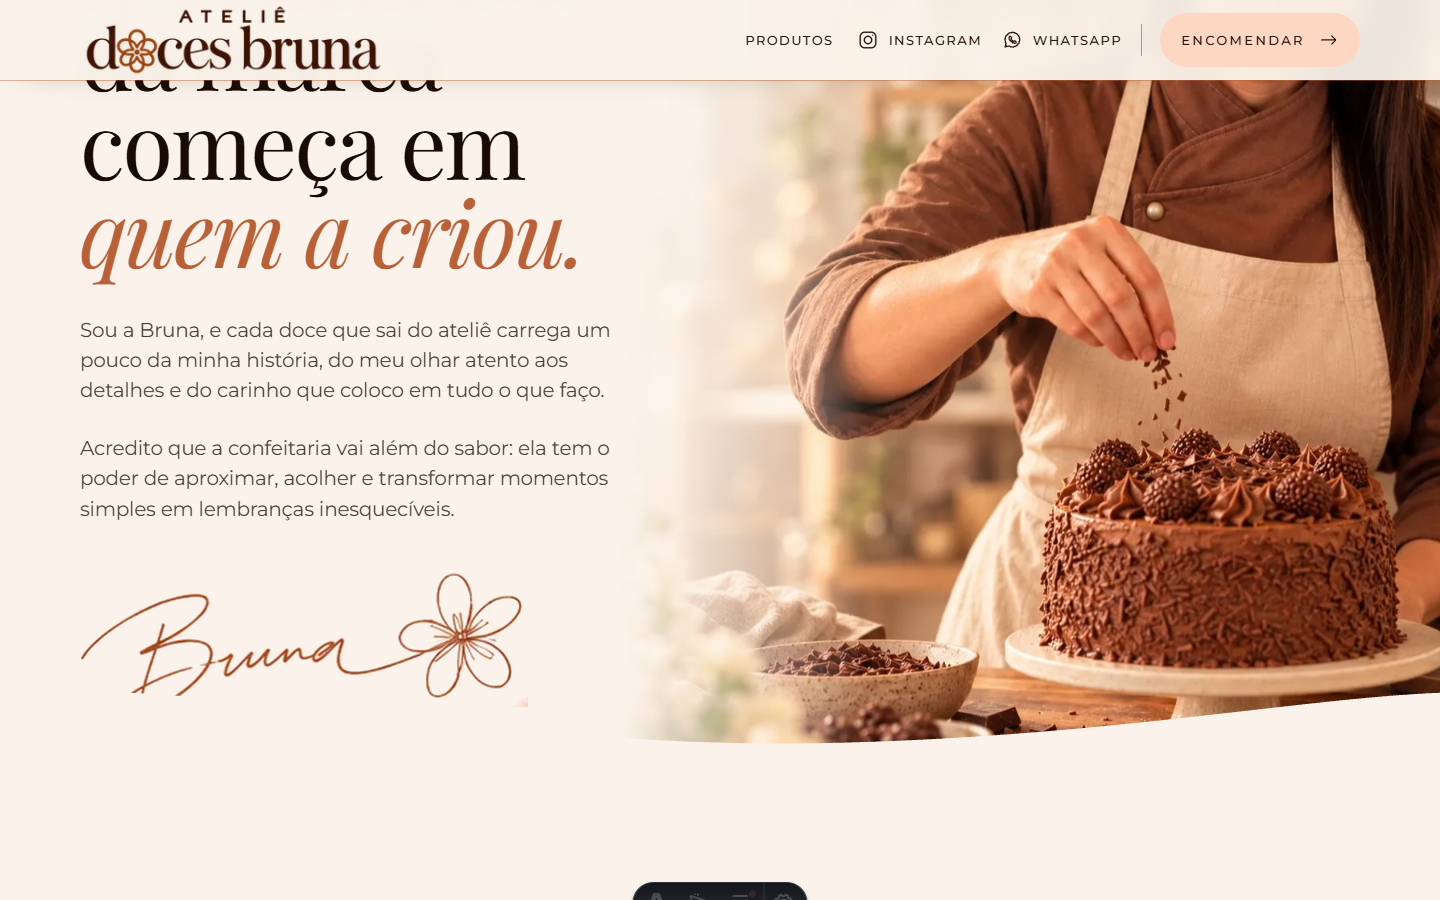 ATELIÊ
doces bruna
PRODUTOS
INSTAGRAM
WHATSAPP
ENCOMENDAR
da marca
começa em
quem a criou.
Sou a Bruna, e cada doce que sai do ateliê carrega um
pouco da minha história, do meu olhar atento aos
detalhes e do carinho que coloco em tudo o que faço.
Acredito que a confeitaria vai além do sabor: ela tem o
poder de aproximar, acolher e transformar momentos
simples em lembranças inesquecíveis.
Bruna